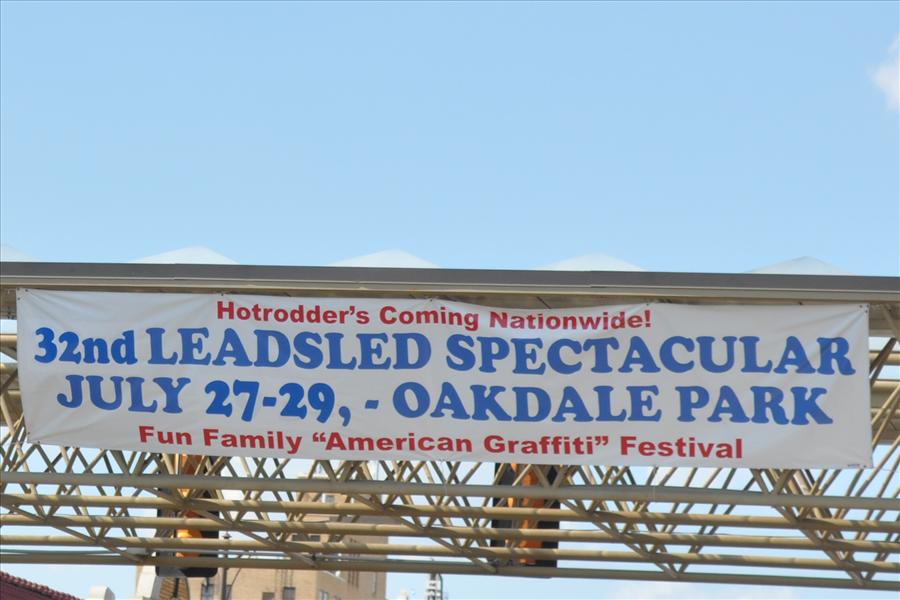 Hotrodder's Coming Nationwide!
32nd LEADSLED SPECTACULAR
JULY 27-29, - OAKDALE PARK
Fun Family “American Graffiti” Festival